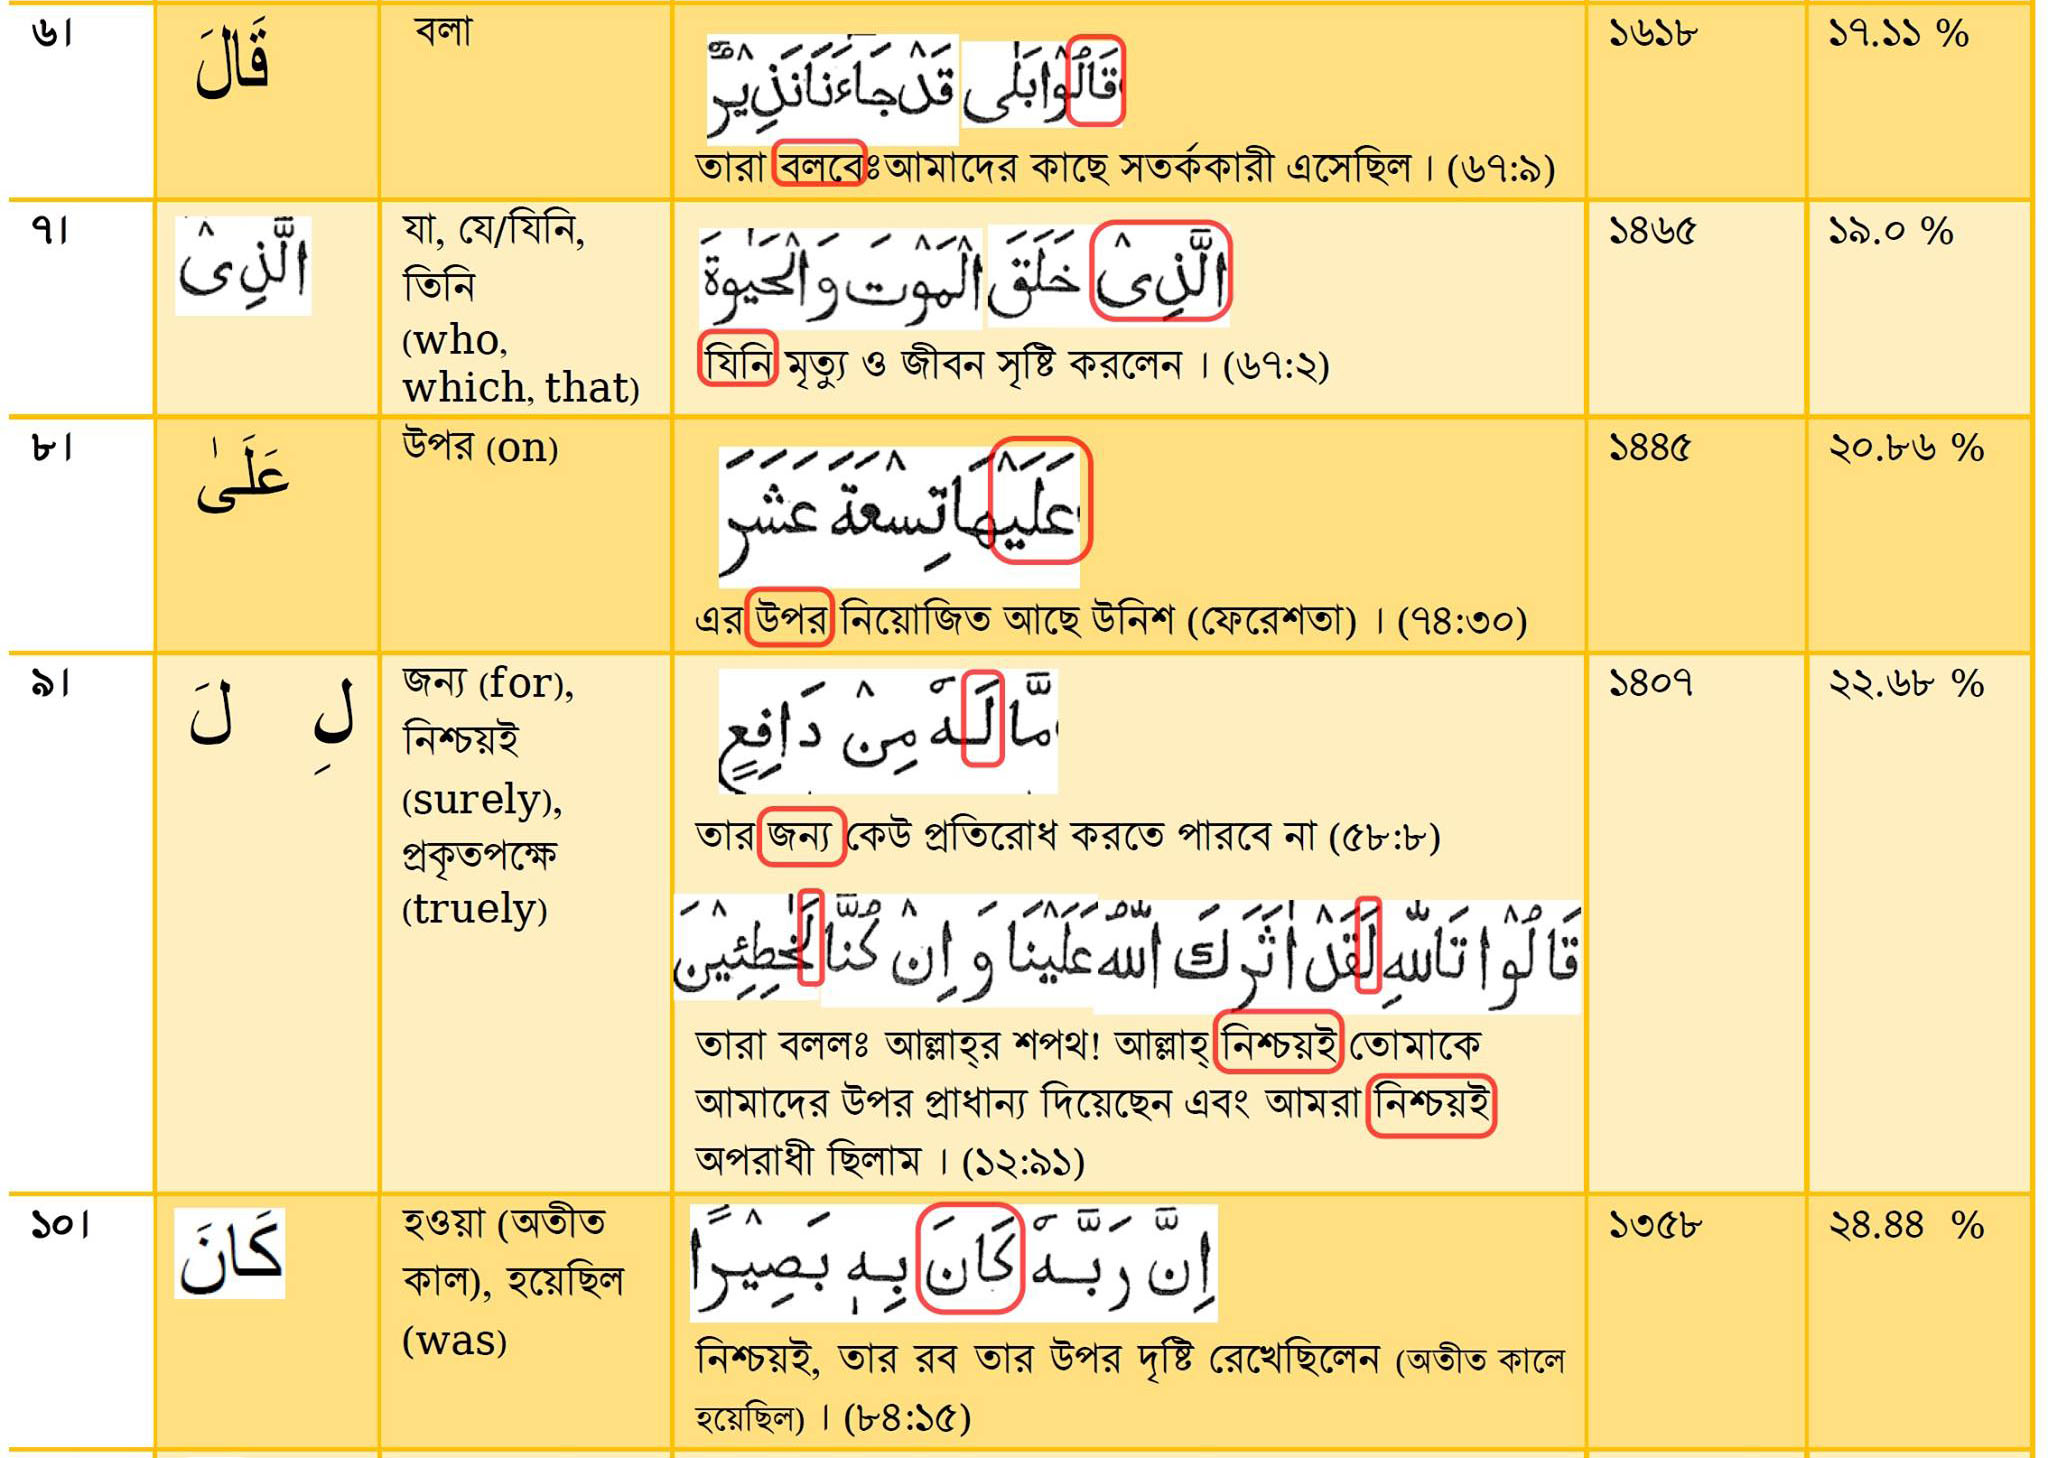 ৬। قَالَ বলা قَالُوْا بَلٰى قَدْ جَاءَنَا نَذِيْرٌ ১৬১৮ ১৭.১১ %
তারা বলবেঃআমাদের কাছে সতর্ককারী এসেছিল । (৬৭:৯)
৭। الَّذِىْ যা, যে/যিনি, الَّذِىْ خَلَقَ الْمَوْتَ وَالْحَيٰوةَ ১৪৬৫ ১৯.০ %
তিনি
(who,
যিনি মৃত্যু ও জীবন সৃষ্টি করলেন । (৬৭:২)
which, that)
৮। عَلَىٰ উপর (on) عَلَيْهَا تِسْعَةَ عَشَرَ ১৪৪৫ ২০.৮৬ %
এর উপর নিয়োজিত আছে উনিশ (ফেরেশতা) । (৭৪:৩০)
৯। لَ لِ জন্য (for), مَّا لَهٗ مِنْ دَافِعٍ ১৪০৭ ২২.৬৮ %
নিশ্চয়ই
(surely),
তার জন্য কেউ প্রতিরোধ করতে পারবে না (৫৮:৮)
প্রকৃতপক্ষে
(truely)
قَالُوْا تَاللّٰهِ لَقَدْ اٰثَرَكَ اللّٰهُ عَلَيْنَا وَ اِنْ كُنَّا لَخٰطِئِيْنَ
তারা বললঃ আল্লাহ্‌র শপথ! আল্লাহ্ নিশ্চয়ই তোমাকে
আমাদের উপর প্রাধান্য দিয়েছেন এবং আমরা নিশ্চয়ই
অপরাধী ছিলাম । (১২:৯১)
১০। كَانَ হওয়া (অতীত اِنَّ رَبَّهٗ كَانَ بِهٖ بَصِيْرًا ১৩৫৮ ২৪.৪৪ %
কাল), হয়েছিল
(was)
নিশ্চয়ই, তার রব তার উপর দৃষ্টি রেখেছিলেন (অতীত কালে
হয়েছিল) । (৮৪:১৫)